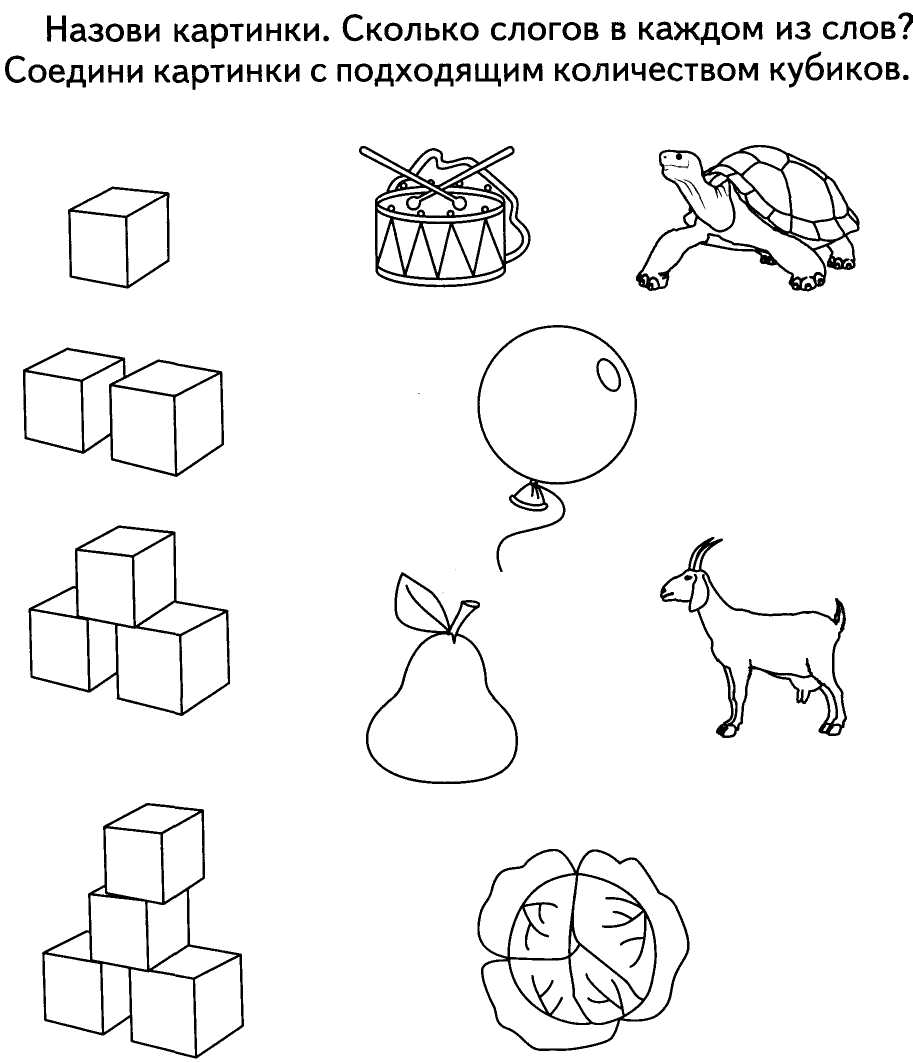 Назови картинки. Сколько слогов в каждом из слов?
Соедини картинки с подходящим количеством кубиков.